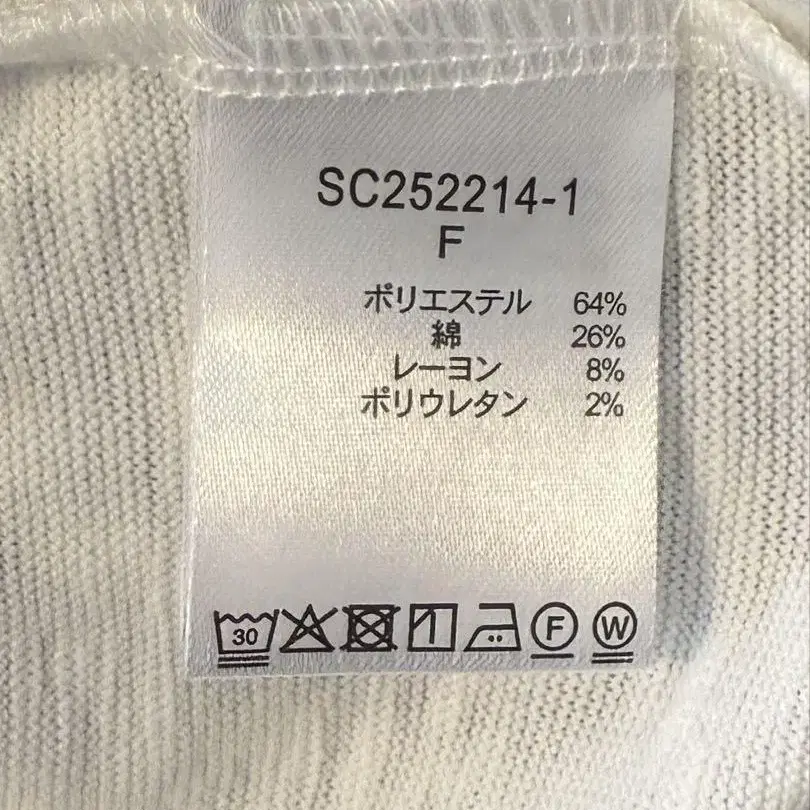 SC252214-1
F
ポリエステル 64%
綿 26%
レーヨン 8%
ポリウレタン 2%
30 F W